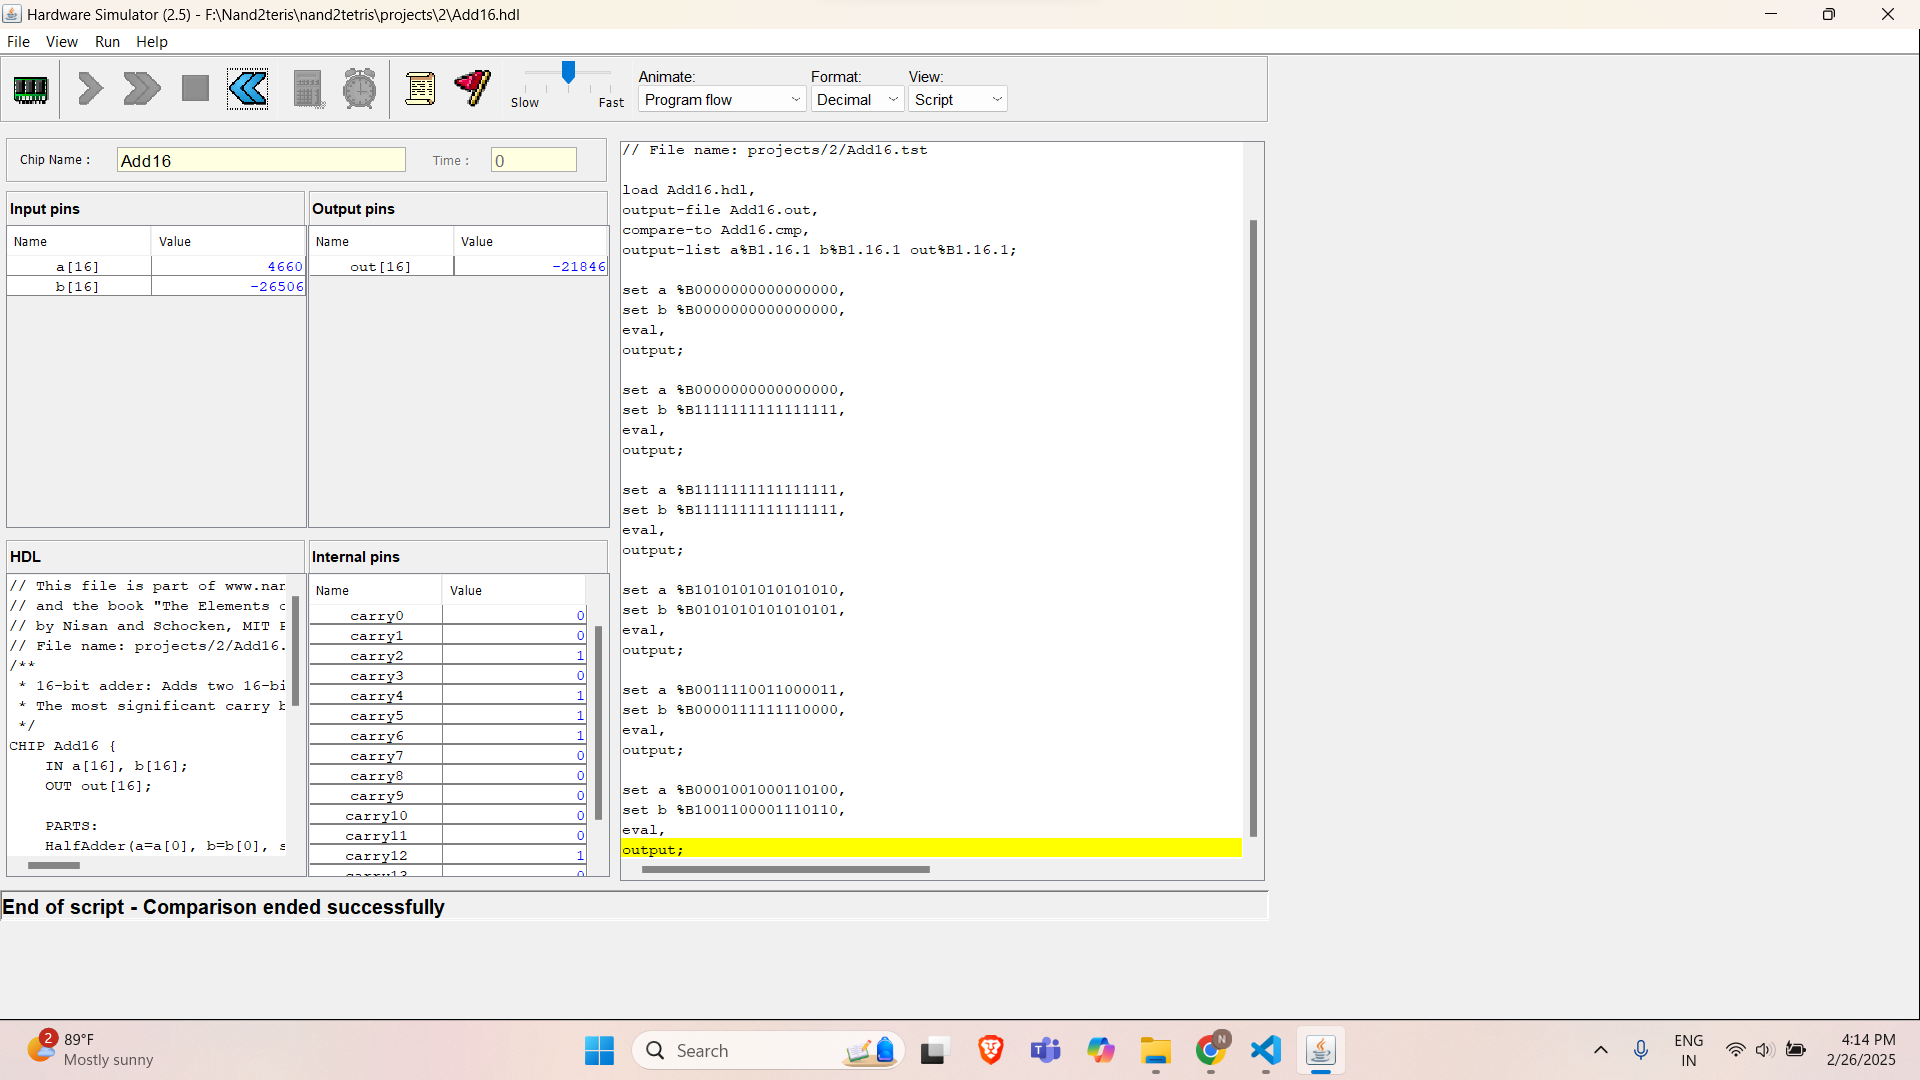 Hardware Simulator (2.5) - F:\Nand2teris\nand2tetris\projects\2\Add16.hdl
File View Run Help
Slow Fast
Animate: Format: View:
Program flow Decimal Script
Chip Name : Add16 Time : 0
Input pins
Name Value
a[16] 4660
b[16] -26506
Output pins
Name Value
out[16] -21846
HDL
// This file is part of www.nan
// and the book "The Elements o
// by Nisan and Schocken, MIT P
// File name: projects/2/Add16.
/**
* 16-bit adder: Adds two 16-bi
* The most significant carry b
*/
CHIP Add16 {
IN a[16], b[16];
OUT out[16];
PARTS:
HalfAdder(a=a[0], b=b[0], s
Internal pins
Name Value
carry0 0
carry1 0
carry2 1
carry3 0
carry4 1
carry5 1
carry6 1
carry7 0
carry8 0
carry9 0
carry10 0
carry11 0
carry12 1
carry13 0
// File name: projects/2/Add16.tst
load Add16.hdl,
output-file Add16.out,
compare-to Add16.cmp,
output-list a%B1.16.1 b%B1.16.1 out%B1.16.1;
set a %B0000000000000000,
set b %B0000000000000000,
eval,
output;
set a %B0000000000000000,
set b %B1111111111111111,
eval,
output;
set a %B1111111111111111,
set b %B1111111111111111,
eval,
output;
set a %B1010101010101010,
set b %B0101010101010101,
eval,
output;
set a %B0011110011000011,
set b %B0000111111110000,
eval,
output;
set a %B0001001000110100,
set b %B1001100001110110,
eval,
output;
End of script - Comparison ended successfully
2
89°F
Mostly sunny
Search
N
ENG
IN
4:14 PM
2/26/2025